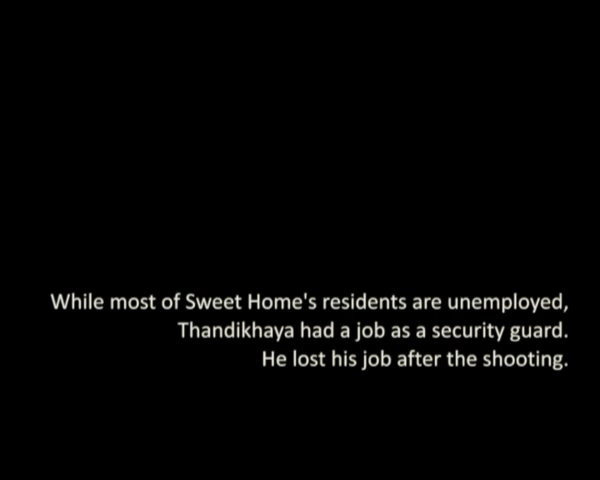 While most of Sweet Home's residents are unemployed,
Thandikhaya had a job as a security guard.
He lost his job after the shooting.